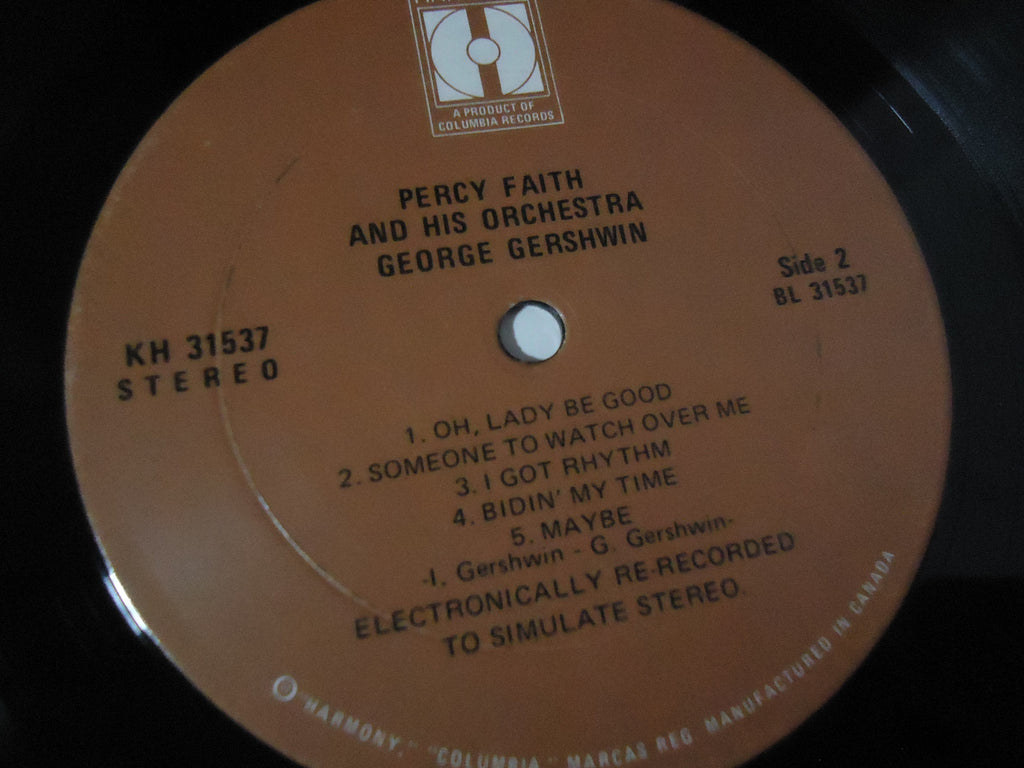 A PRODUCT OF
COLUMBIA RECORDS
PERCY FAITH
AND HIS ORCHESTRA
GEORGE GERSHWIN
Side 2
BL 31537
KH 31537
STEREO
1. OH, LADY BE GOOD
2. SOMEONE TO WATCH OVER ME
3. I GOT RHYTHM
4. BIDIN' MY TIME
5. MAYBE
-I. Gershwin - G. Gershwin-
ELECTRONICALLY RE-RECORDED
TO SIMULATE STEREO.
"HARMONY," "COLUMBIA," MARCAS REG MANUFACTURED IN CANADA